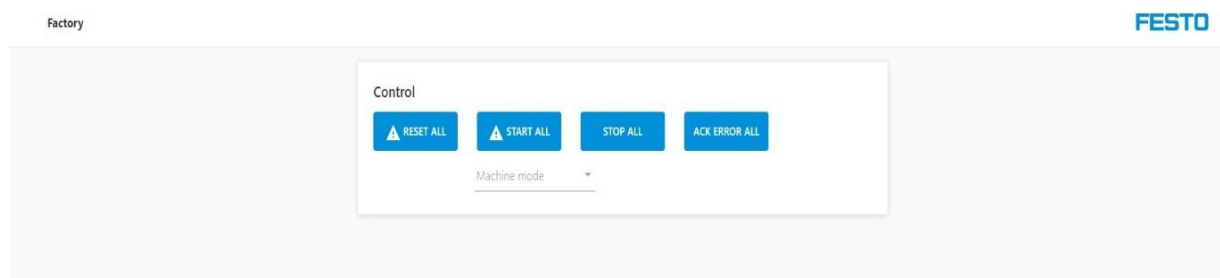 Factory
FESTO
Control
RESET ALL
START ALL
STOP ALL
ACK ERROR ALL
Machine mode